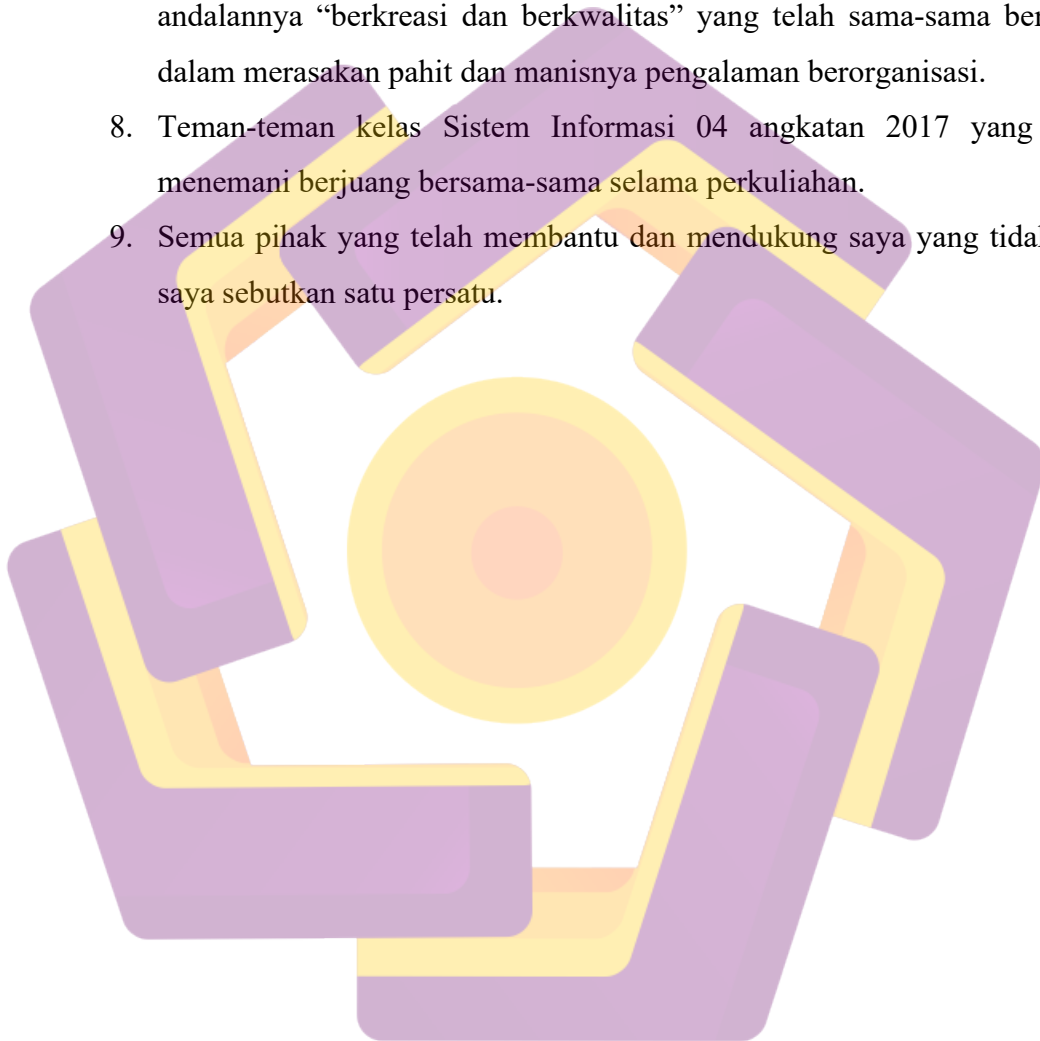 andalannya “berkreasi dan berkwalitas” yang telah sama-sama
dalam merasakan pahit dan manisnya pengalaman berorganisasi.
8. Teman-teman kelas Sistem Informasi 04 angkatan 2017 yang
menemani berjuang bersama-sama selama perkuliahan.
9. Semua pihak yang telah membantu dan mendukung saya yang
saya sebutkan satu persatu.